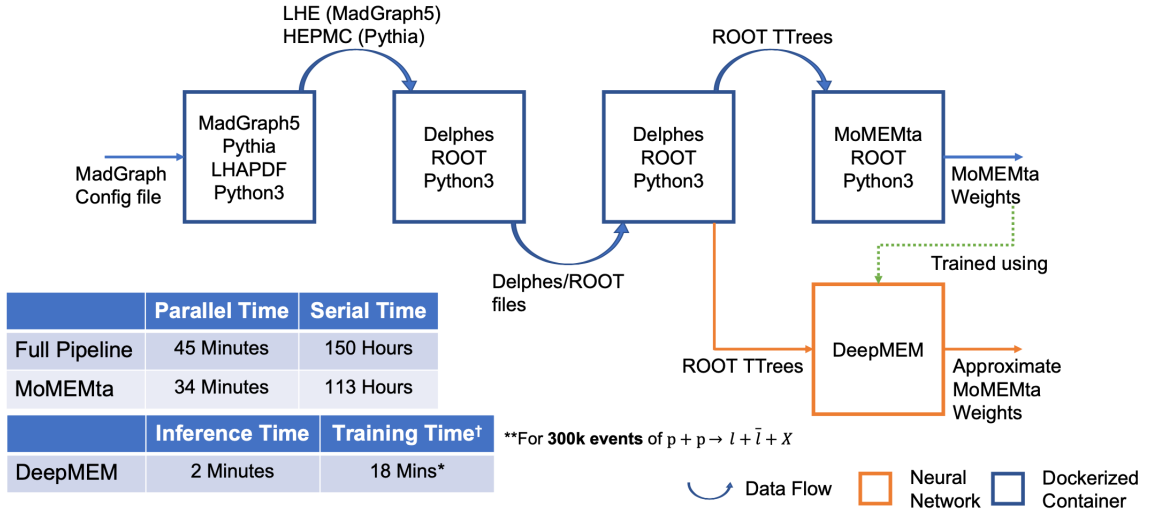 LHE (MadGraph5)
HEPMC (Pythia)
ROOT TTrees
MadGraph
Config file
MadGraph5
Pythia
LHAPDF
Python3
Delphes
ROOT
Python3
Delphes
ROOT
Python3
MoMEMta
ROOT
Python3
MoMEMta
Weights
Delphes/ROOT
files
Trained using
ROOT TTrees
DeepMEM
Approximate
MoMEMta
Weights
Parallel Time Serial Time
Full Pipeline 45 Minutes 150 Hours
MoMEMta 34 Minutes 113 Hours
Inference Time Training Time†
DeepMEM 2 Minutes 18 Mins*
**For 300k events of p + p → l + l̄ + X
Data Flow
Neural
Network
Dockerized
Container